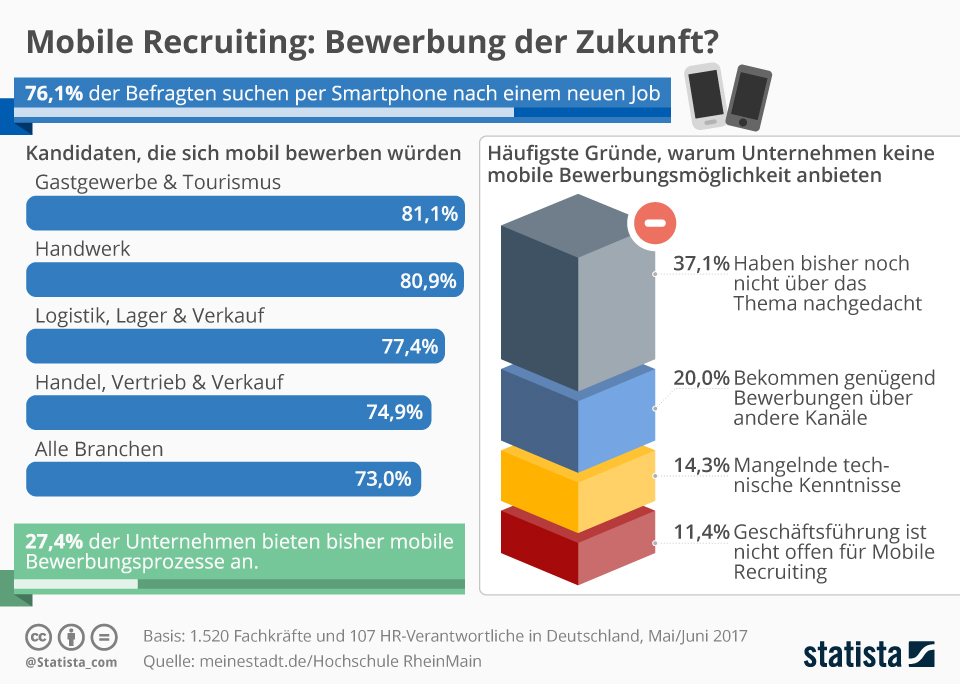 Mobile Recruiting: Bewerbung der Zukunft?
76,1% der Befragten suchen per Smartphone nach einem neuen Job
Kandidaten, die sich mobil bewerben würden
Gastgewerbe & Tourismus
81,1%
Handwerk
80,9%
Logistik, Lager & Verkauf
77,4%
Handel, Vertrieb & Verkauf
74,9%
Alle Branchen
73,0%
27,4% der Unternehmen bieten bisher mobile
Bewerbungsprozesse an.
Häufigste Gründe, warum Unternehmen keine
mobile Bewerbungsmöglichkeit anbieten
37,1% Haben bisher noch
nicht über das
Thema nachgedacht
20,0% Bekommen genügend
Bewerbungen über
andere Kanäle
14,3% Mangelnde tech-
nische Kenntnisse
11,4% Geschäftsführung ist
nicht offen für Mobile
Recruiting
cc
@Statista_com
Basis: 1.520 Fachkräfte und 107 HR-Verantwortliche in Deutschland, Mai/Juni 2017
Quelle: meinestadt.de/Hochschule RheinMain
statista